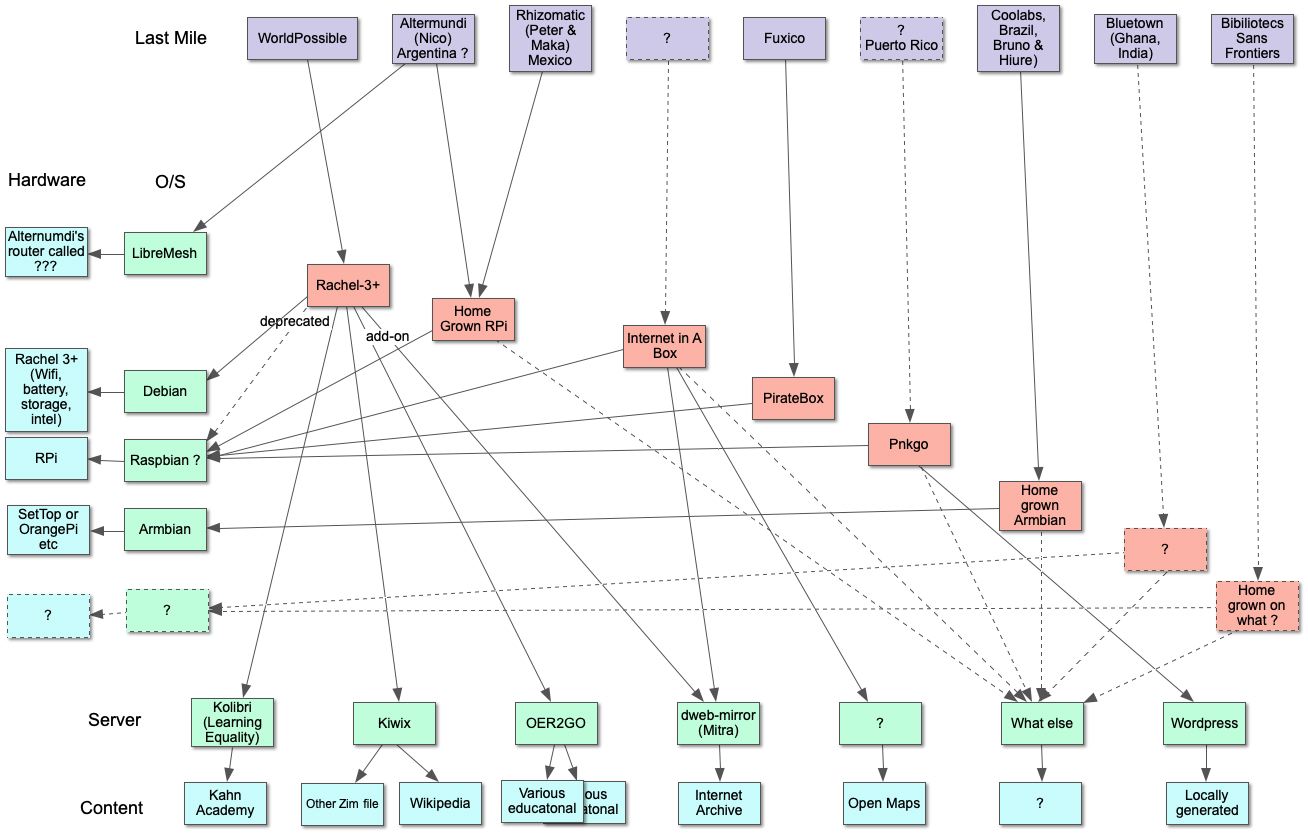 Last Mile
WorldPossible
Altermundi
(Nico)
Argentina ?
Rhizomatic
(Peter &
Maka)
Mexico
?
Fuxico
?
Puerto Rico
Coolabs,
Brazil,
Bruno &
Hiure)
Bluetown
(Ghana,
India)
Bibiliotecs
Sans
Frontiers
Hardware
O/S
Alternumdi's
router called
???
LibreMesh
Rachel-3+
Home
Grown RPi
deprecated
add-on
Internet in A
Box
Rachel 3+
(Wifi,
battery,
storage,
intel)
Debian
PirateBox
RPi
Raspbian ?
Pnkgo
SetTop or
OrangePi
etc
Armbian
Home
grown
Armbian
?
?
?
Home
grown on
what ?
Server
Kolibri
(Learning
Equality)
Kiwix
OER2GO
dweb-mirror
(Mitra)
?
What else
Wordpress
Content
Kahn
Academy
Other Zim file
Wikipedia
Various
educatonal
ous
atonal
Internet
Archive
Open Maps
?
Locally
generated